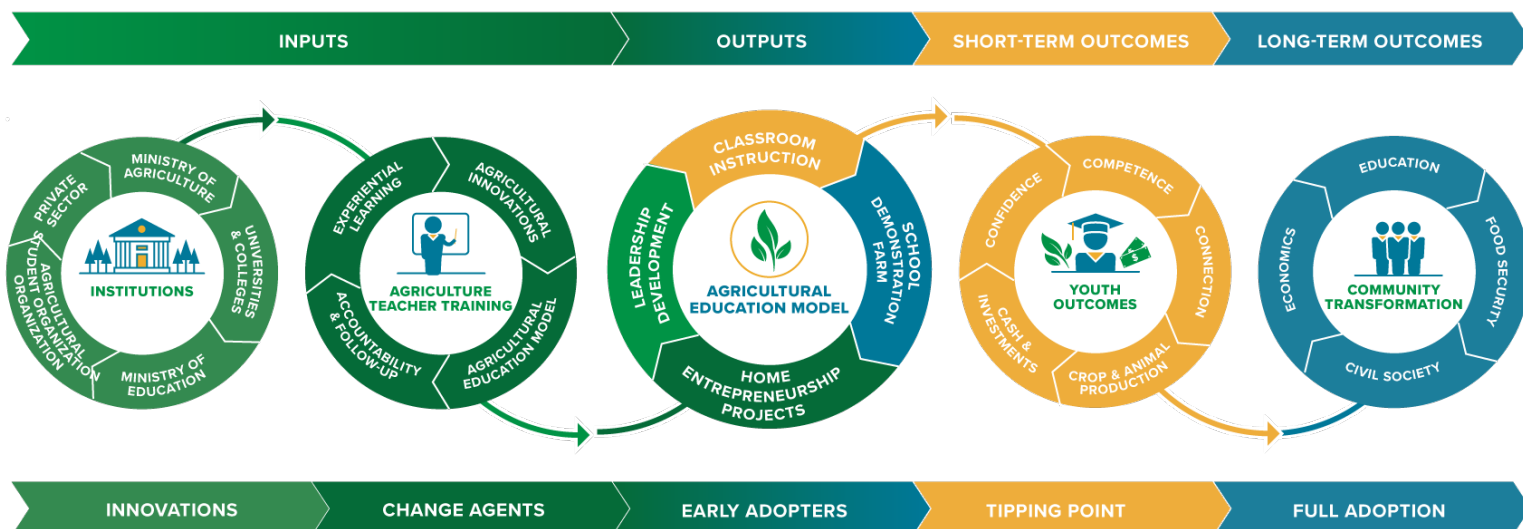 INPUTS
OUTPUTS
SHORT-TERM OUTCOMES
LONG-TERM OUTCOMES
MINISTRY OF
AGRICULTURE
UNIVERSITIES
& COLLEGES
MINISTRY OF
EDUCATION
AGRICULTURAL
STUDENT ORGANIZATION
ORGANIZATION
PRIVATE
SECTOR
INSTITUTIONS
EXPERIENTIAL
LEARNING
AGRICULTURAL
INNOVATIONS
AGRICULTURAL
EDUCATION MODEL
ACCOUNTABILITY
& FOLLOW-UP
AGRICULTURE
TEACHER TRAINING
CLASSROOM
INSTRUCTION
SCHOOL
DEMONSTRATION
FARM
HOME
ENTREPRENEURSHIP
PROJECTS
LEADERSHIP
DEVELOPMENT
AGRICULTURAL
EDUCATION MODEL
COMPETENCE
CONNECTION
CROP & ANIMAL
PRODUCTION
CASH &
INVESTMENTS
CONFIDENCE
$
YOUTH
OUTCOMES
EDUCATION
FOOD SECURITY
CIVIL SOCIETY
ECONOMICS
COMMUNITY
TRANSFORMATION
INNOVATIONS
CHANGE AGENTS
EARLY ADOPTERS
TIPPING POINT
FULL ADOPTION